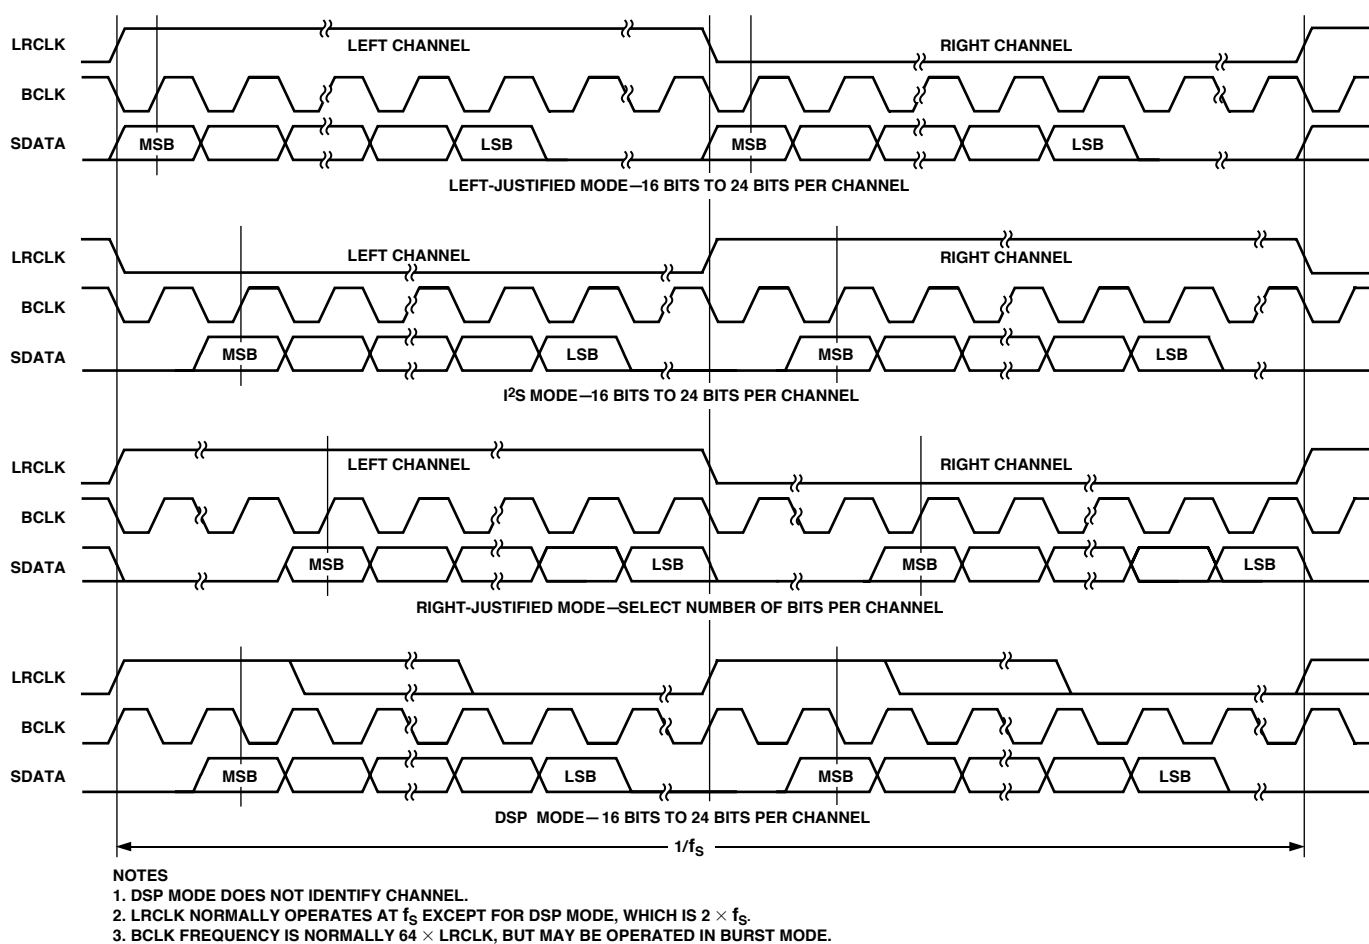 LRCLK
LEFT CHANNEL
RIGHT CHANNEL
BCLK
SDATA
MSB
LSB
MSB
LSB
LEFT-JUSTIFIED MODE—16 BITS TO 24 BITS PER CHANNEL
LRCLK
LEFT CHANNEL
RIGHT CHANNEL
BCLK
SDATA
MSB
LSB
MSB
LSB
I²S MODE—16 BITS TO 24 BITS PER CHANNEL
LRCLK
LEFT CHANNEL
RIGHT CHANNEL
BCLK
SDATA
MSB
LSB
MSB
LSB
RIGHT-JUSTIFIED MODE—SELECT NUMBER OF BITS PER CHANNEL
LRCLK
BCLK
SDATA
MSB
LSB
MSB
LSB
DSP MODE—16 BITS TO 24 BITS PER CHANNEL
1/fS
NOTES
1. DSP MODE DOES NOT IDENTIFY CHANNEL.
2. LRCLK NORMALLY OPERATES AT fS EXCEPT FOR DSP MODE, WHICH IS 2 × fS.
3. BCLK FREQUENCY IS NORMALLY 64 × LRCLK, BUT MAY BE OPERATED IN BURST MODE.